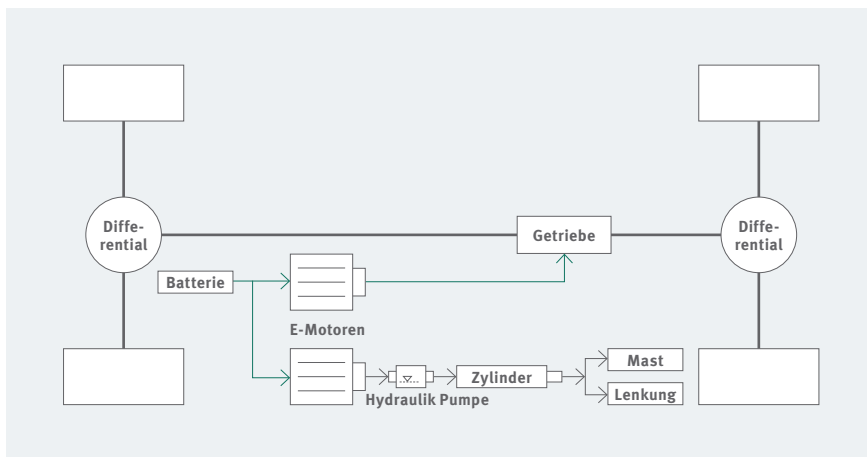 Diffe-
rential
Getriebe
Diffe-
rential
Batterie
E-Motoren
Mast
Zylinder
Hydraulik Pumpe
Lenkung